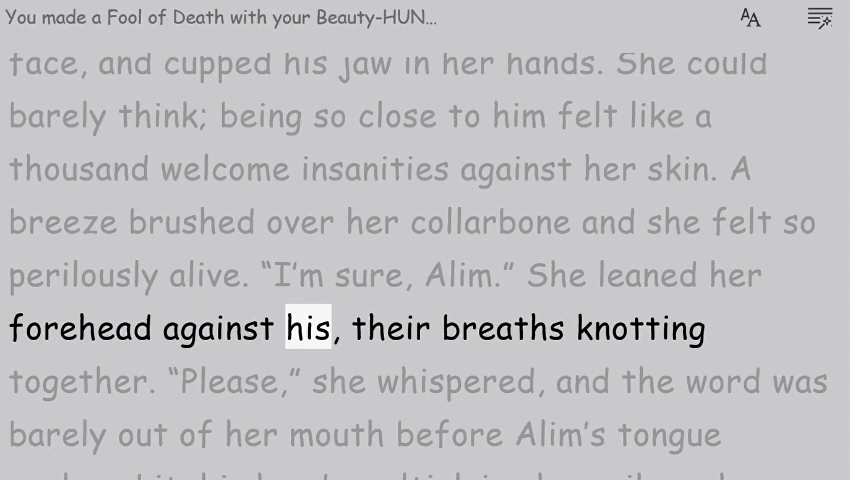 You made a Fool of Death with your Beauty-HUN...
AA
face, and cupped his jaw in her hands. She could
barely think; being so close to him felt like a
thousand welcome insanities against her skin. A
breeze brushed over her collarbone and she felt so
perilously alive. “I’m sure, Alim.” She leaned her
forehead against his, their breaths knotting
together. “Please,” she whispered, and the word was
barely out of her mouth before Alim’s tongue